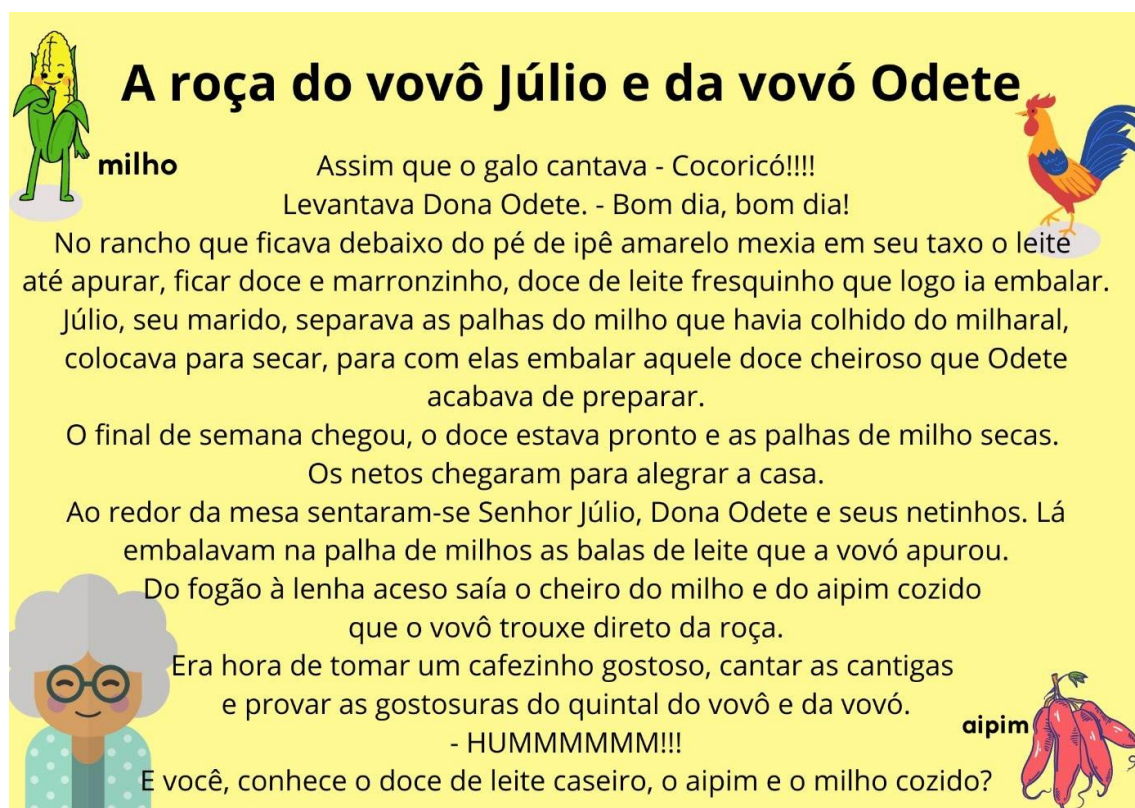 A roça do vovô Júlio e da vovó Odete
milho
Assim que o galo cantava - Cocoricó!!!!
Levantava Dona Odete. - Bom dia, bom dia!
No rancho que ficava debaixo do pé de ipê amarelo mexia em seu taxo o leite
até apurar, ficar doce e marronzinho, doce de leite fresquinho que logo ia embalar.
Júlio, seu marido, separava as palhas do milho que havia colhido do milharal,
colocava para secar, para com elas embalar aquele doce cheiroso que Odete
acabava de preparar.
O final de semana chegou, o doce estava pronto e as palhas de milho secas.
Os netos chegaram para alegrar a casa.
Ao redor da mesa sentaram-se Senhor Júlio, Dona Odete e seus netinhos. Lá
embalavam na palha de milhos as balas de leite que a vovó apurou.
Do fogão à lenha aceso saía o cheiro do milho e do aipim cozido
que o vovô trouxe direto da roça.
Era hora de tomar um cafezinho gostoso, cantar as cantigas
e provar as gostosuras do quintal do vovô e da vovó.
- HUMMMMMM!!!
aipim
E você, conhece o doce de leite caseiro, o aipim e o milho cozido?